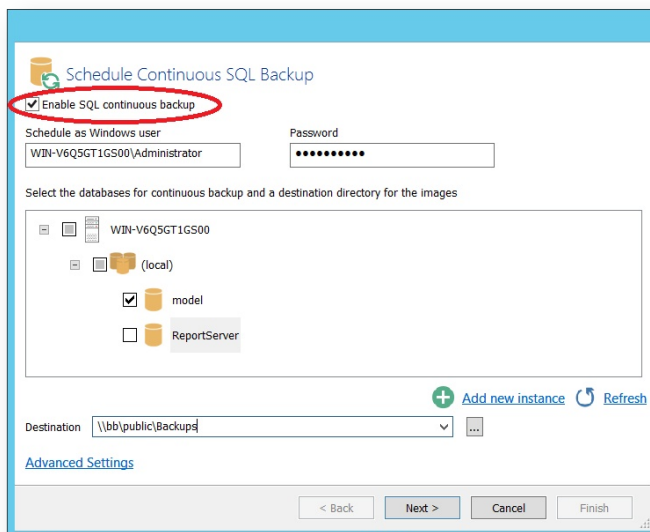 Schedule Continuous SQL Backup
Enable SQL continuous backup
Schedule as Windows user Password
WIN-V6Q5GT1GS00\Administrator ••••••••••
Select the databases for continuous backup and a destination directory for the images
WIN-V6Q5GT1GS00
(local)
model
ReportServer
Add new instance Refresh
Destination \\bb\public\Backups ...
Advanced Settings
< Back Next > Cancel Finish